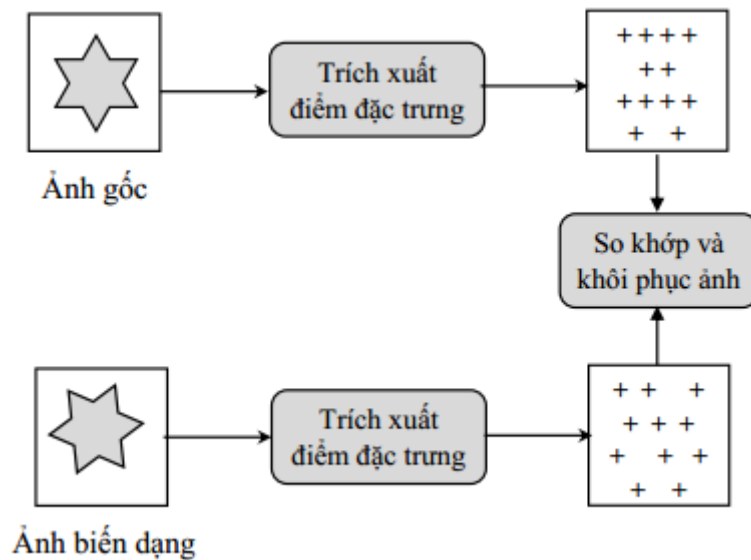 Trích xuất
điểm đặc trưng
++++
++
++++
+ +
Ảnh gốc
So khớp và
khôi phục ảnh
Trích xuất
điểm đặc trưng
++ +
+++
+ ++
+ +
Ảnh biến dạng